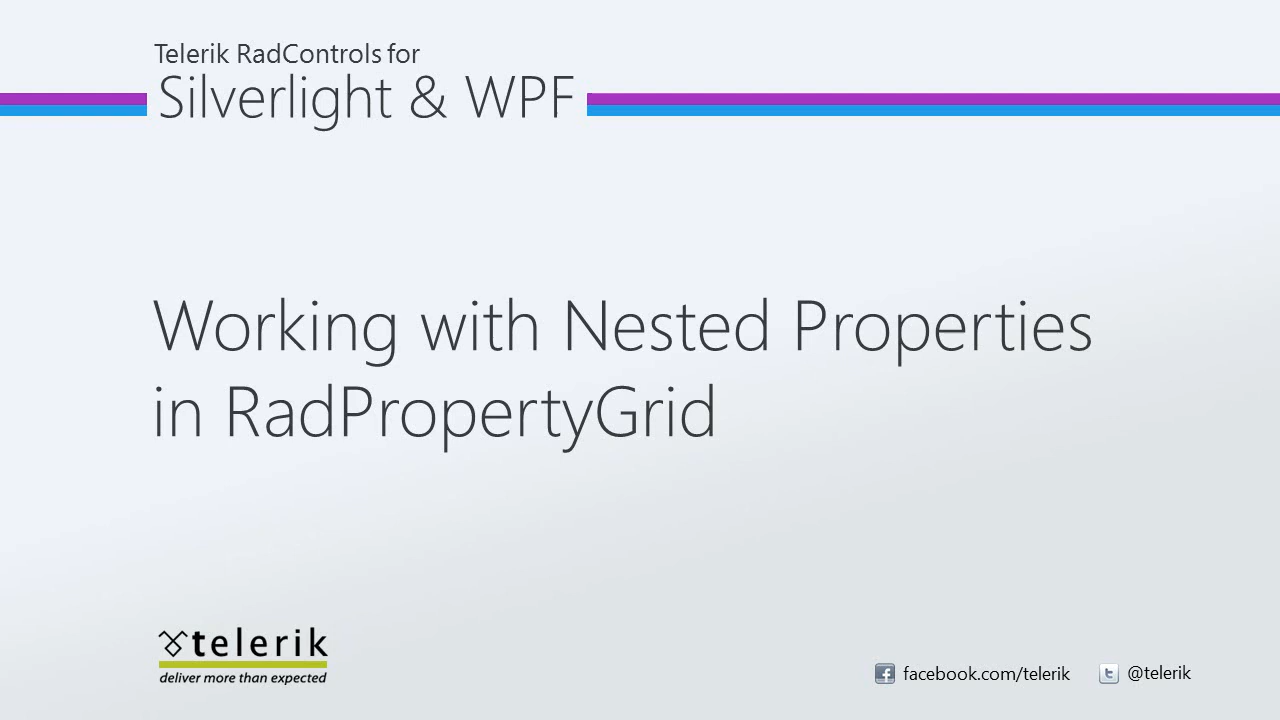 Telerik RadControls for
Silverlight & WPF
Working with Nested Properties
in RadPropertyGrid
telerik
deliver more than expected
facebook.com/telerik
@telerik